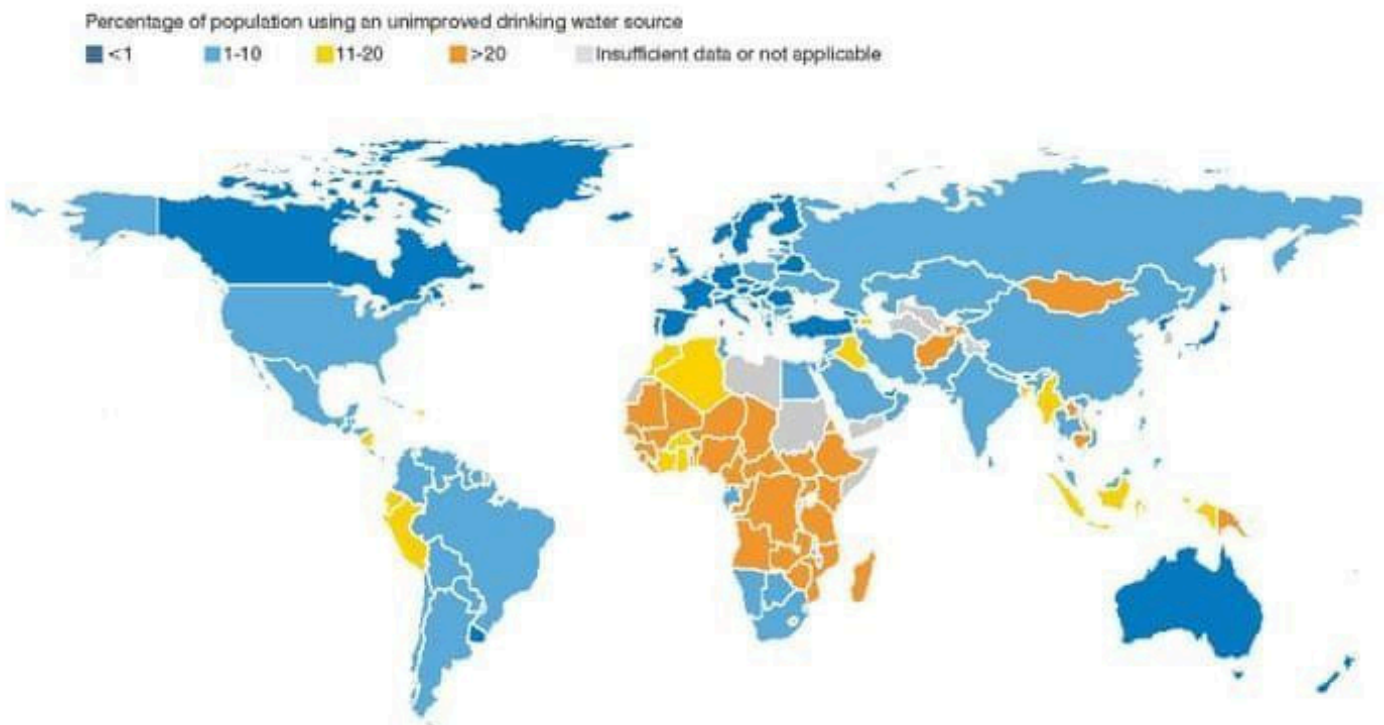 Percentage of population using an unimproved drinking water source
<1 1-10 11-20 >20 Insufficient data or not applicable